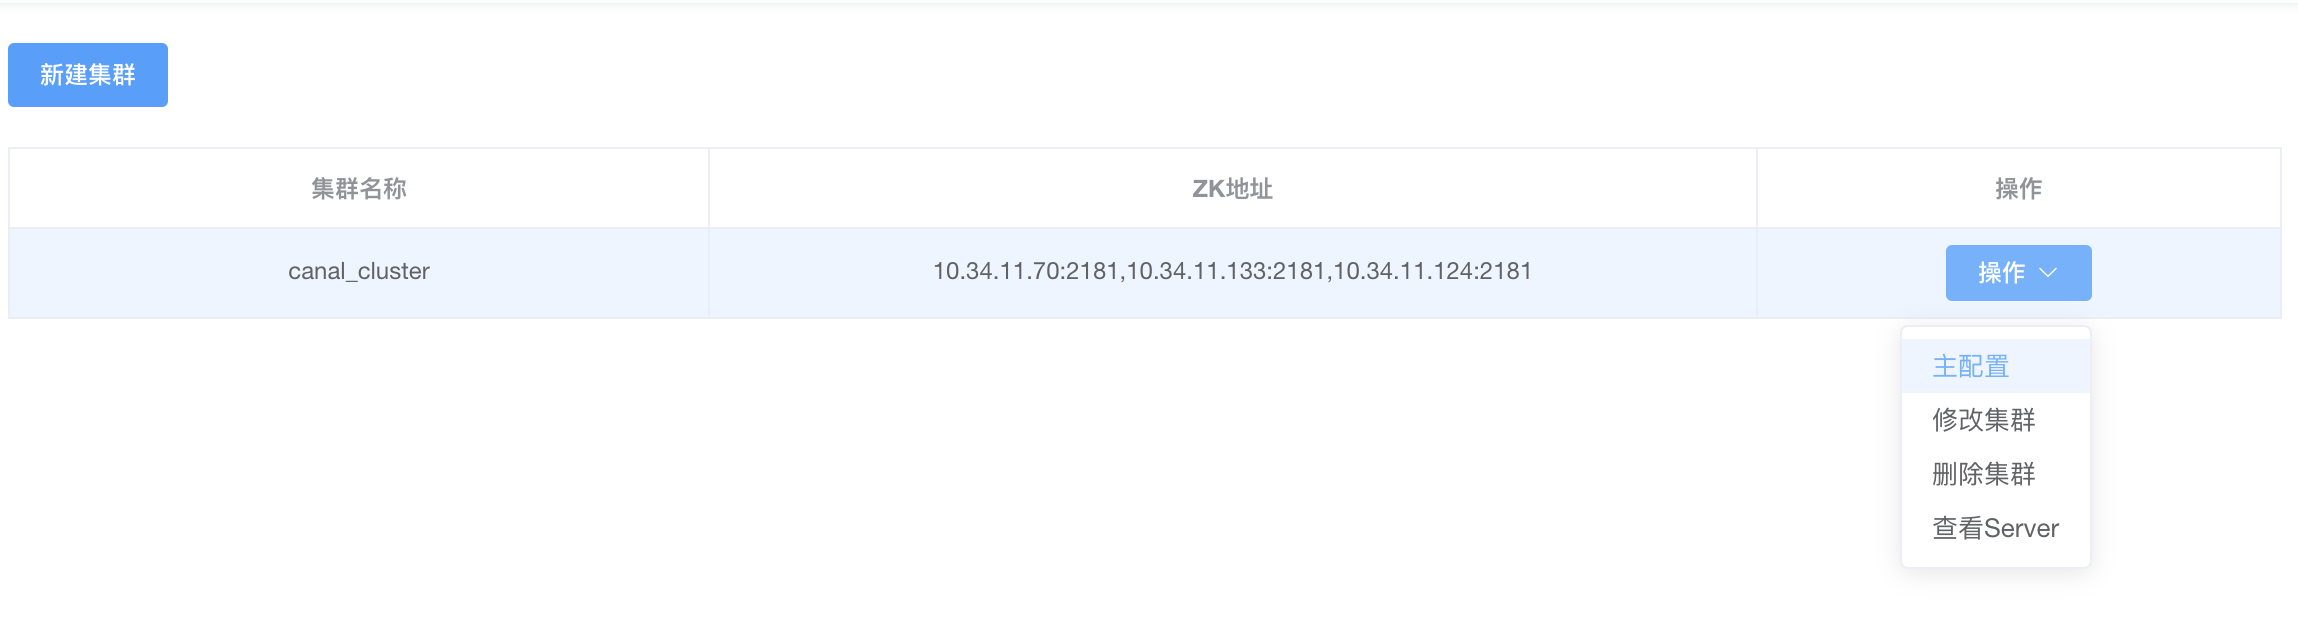 新建集群
集群名称 ZK地址 操作
canal_cluster 10.34.11.70:2181,10.34.11.133:2181,10.34.11.124:2181 操作
主配置
修改集群
删除集群
查看Server